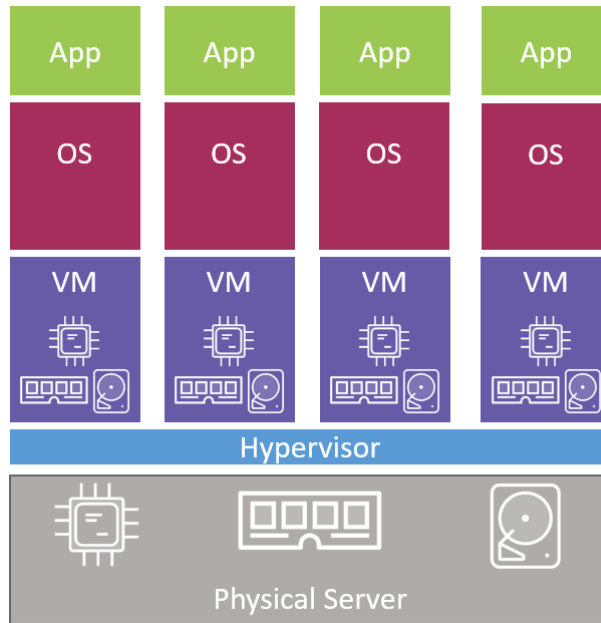 App App App App
OS OS OS OS
VM VM VM VM
Hypervisor
Physical Server